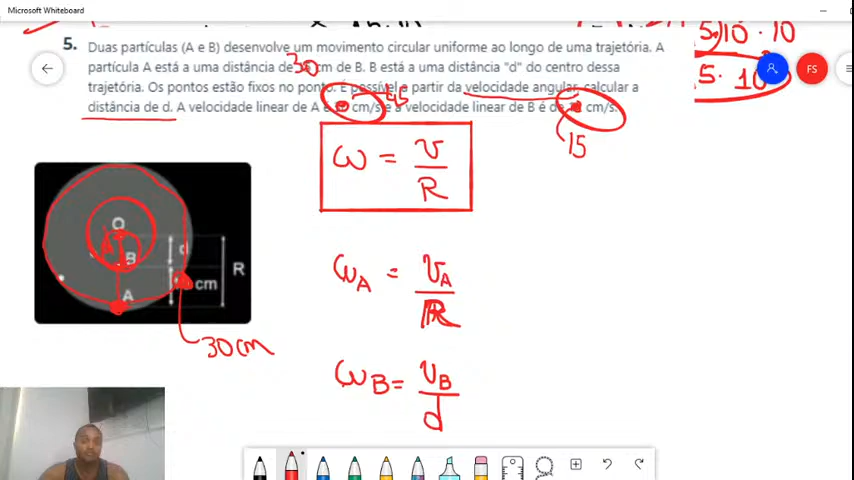 Microsoft Whiteboard
5. Duas partículas (A e B) desenvolve um movimento circular uniforme ao longo de uma trajetória. A
30
partícula A está a uma distância de cm de B. B está a uma distância "d" do centro dessa
trajetória. Os pontos estão fixos no ponto. É possível a partir da velocidade angular, calcular a
distância de d. A velocidade linear de A é cm/s e a velocidade linear de B é de cm/s.
45
15
5. 10 · 10
15. 10
FS
ω = v/R
ωA = vA/R
ωB = vB/d
O
B
d
R
A
cm
30cm